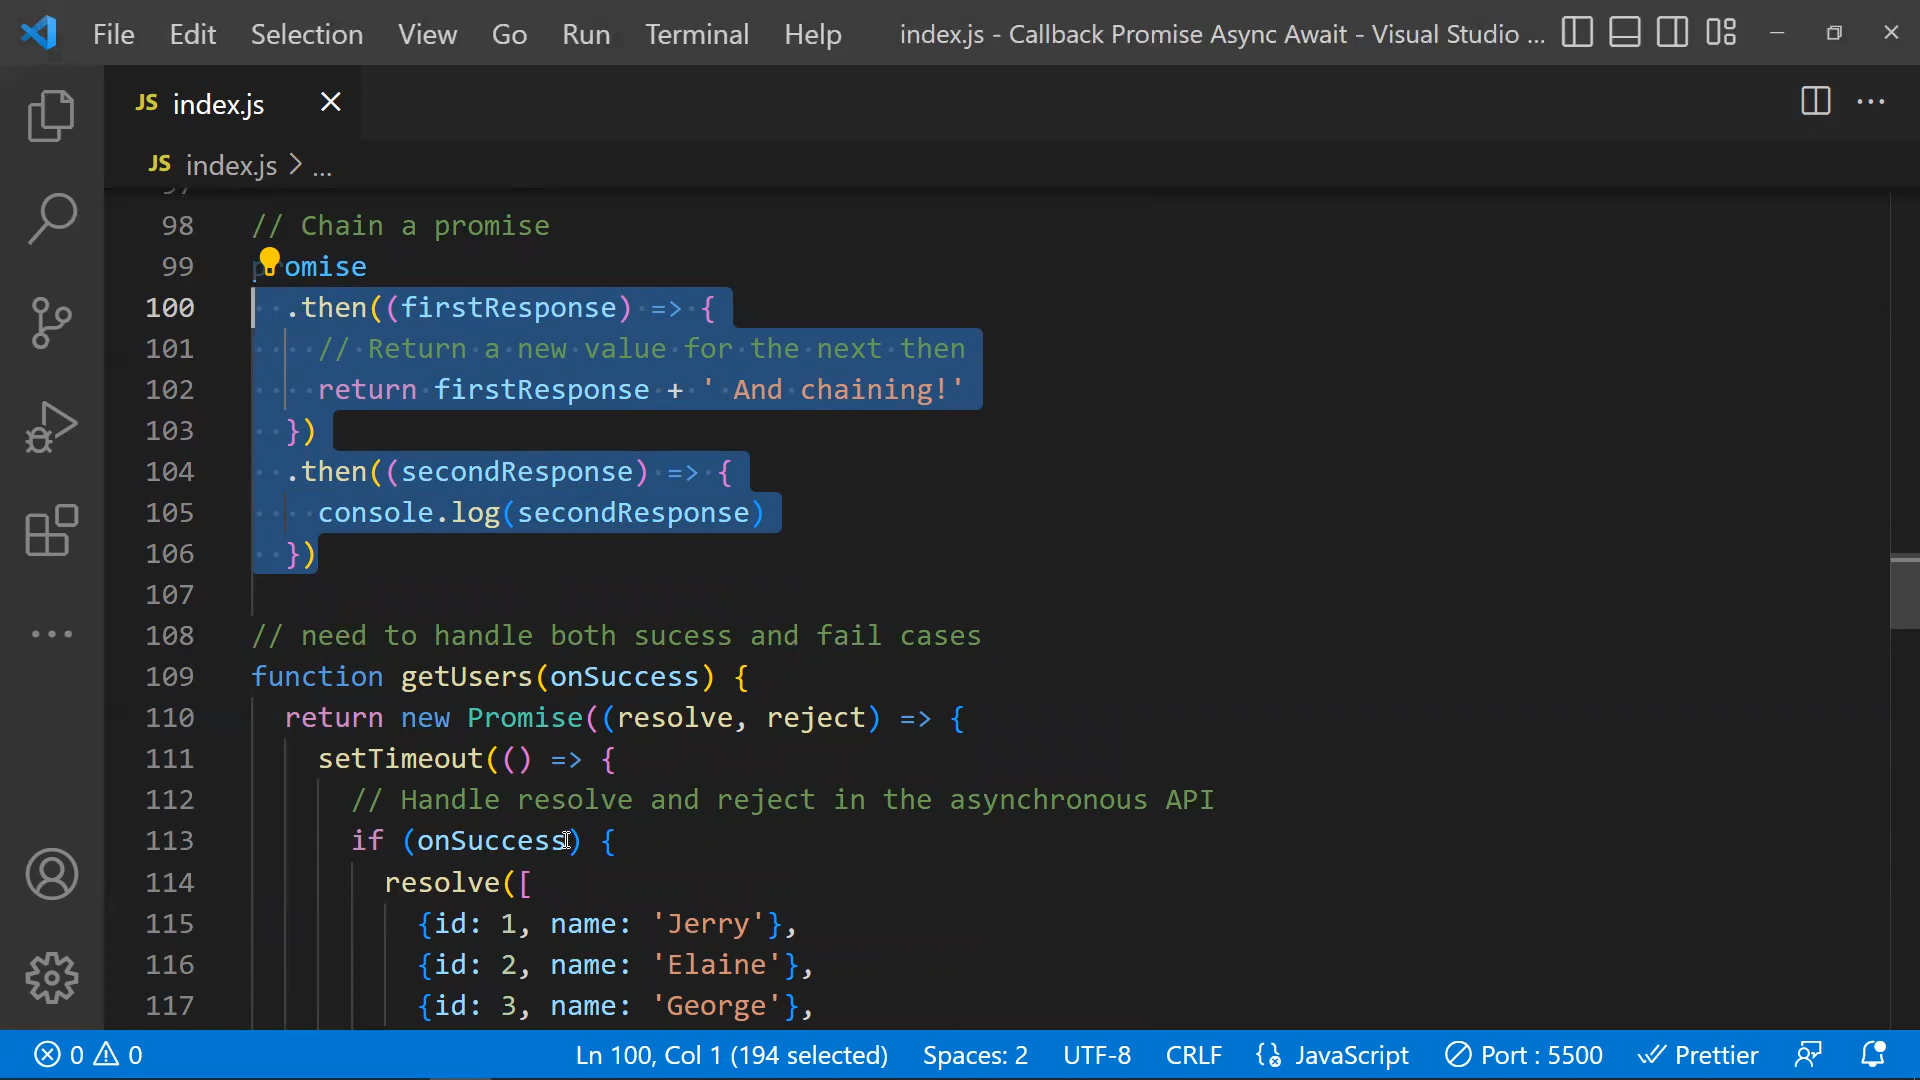 File Edit Selection View Go Run Terminal Help index.js - Callback Promise Async Await - Visual Studio ...
JS index.js
JS index.js > ...
98 // Chain a promise
99 promise
100 .then((firstResponse) => {
101 // Return a new value for the next then
102 return firstResponse + ' And chaining!'
103 })
104 .then((secondResponse) => {
105 console.log(secondResponse)
106 })
107
108 // need to handle both sucess and fail cases
109 function getUsers(onSuccess) {
110 return new Promise((resolve, reject) => {
111 setTimeout(() => {
112 // Handle resolve and reject in the asynchronous API
113 if (onSuccess) {
114 resolve([
115 {id: 1, name: 'Jerry'},
116 {id: 2, name: 'Elaine'},
117 {id: 3, name: 'George'},
0 0 Ln 100, Col 1 (194 selected) Spaces: 2 UTF-8 CRLF JavaScript Port : 5500 Prettier